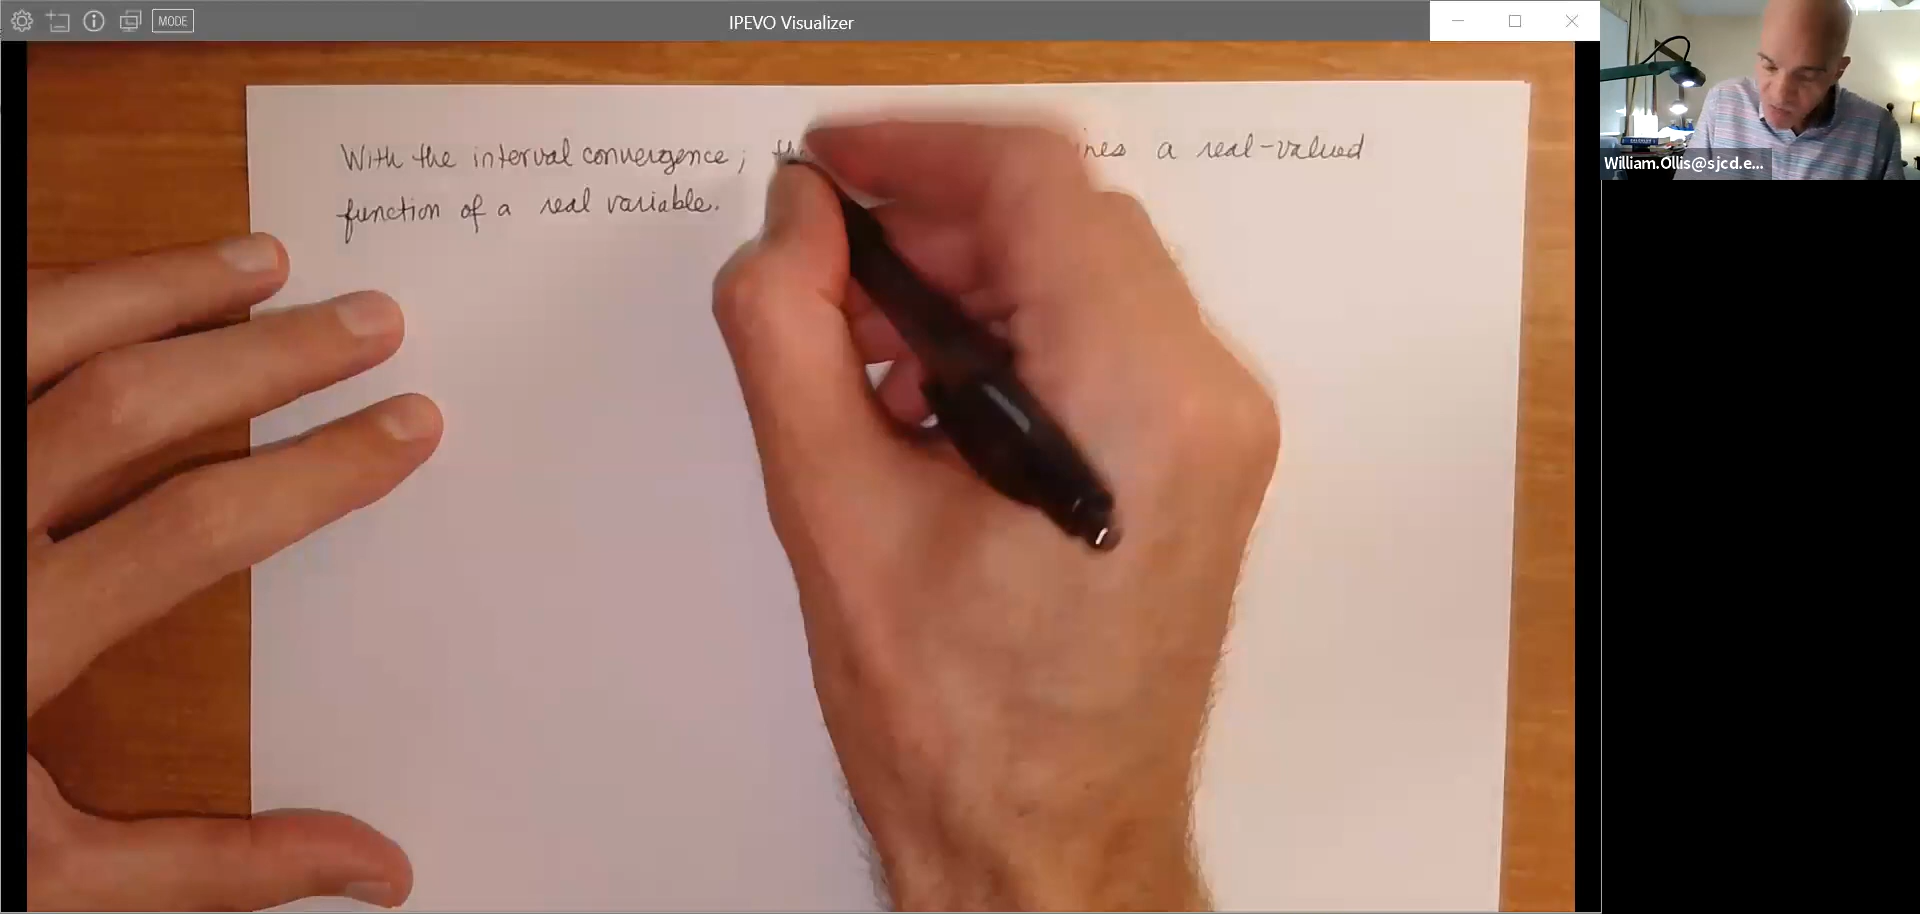 MODE
IPEVO Visualizer
With the interval convergence; a real-valued
function of a real variable.
William.Ollis@sjcd.e...